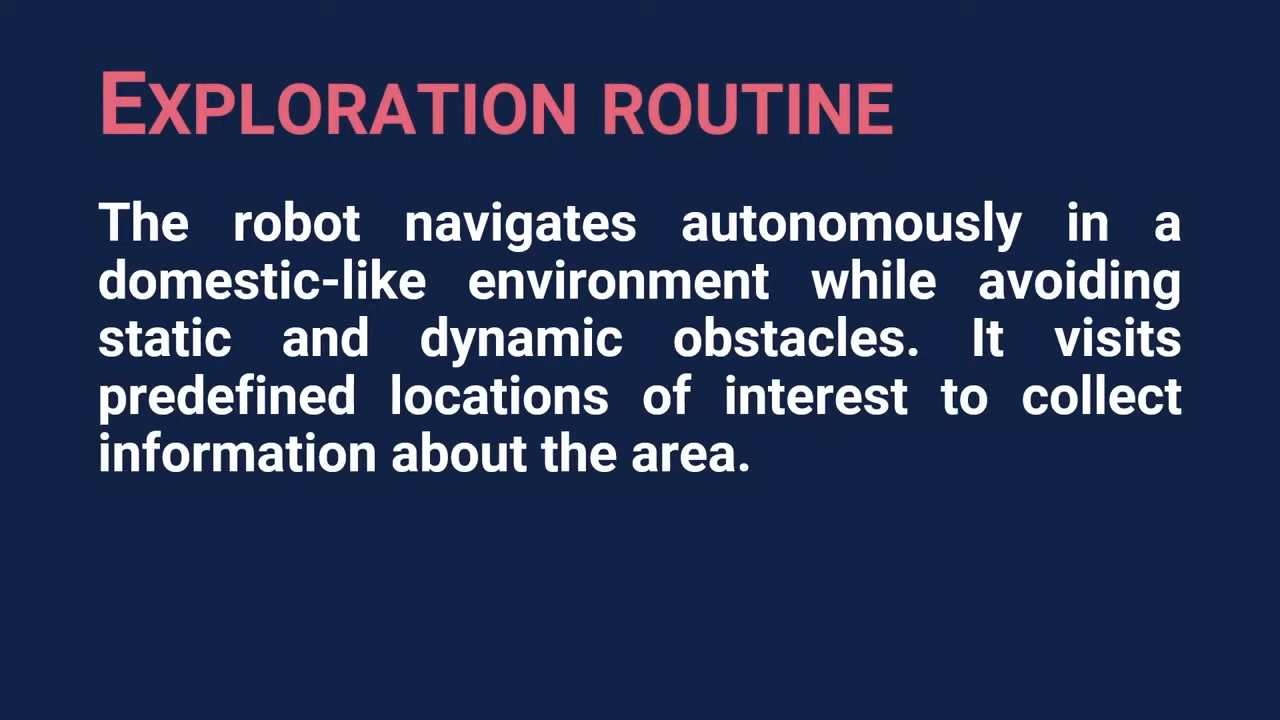 EXPLORATION ROUTINE
The robot navigates autonomously in a
domestic-like environment while avoiding
static and dynamic obstacles. It visits
predefined locations of interest to collect
information about the area.